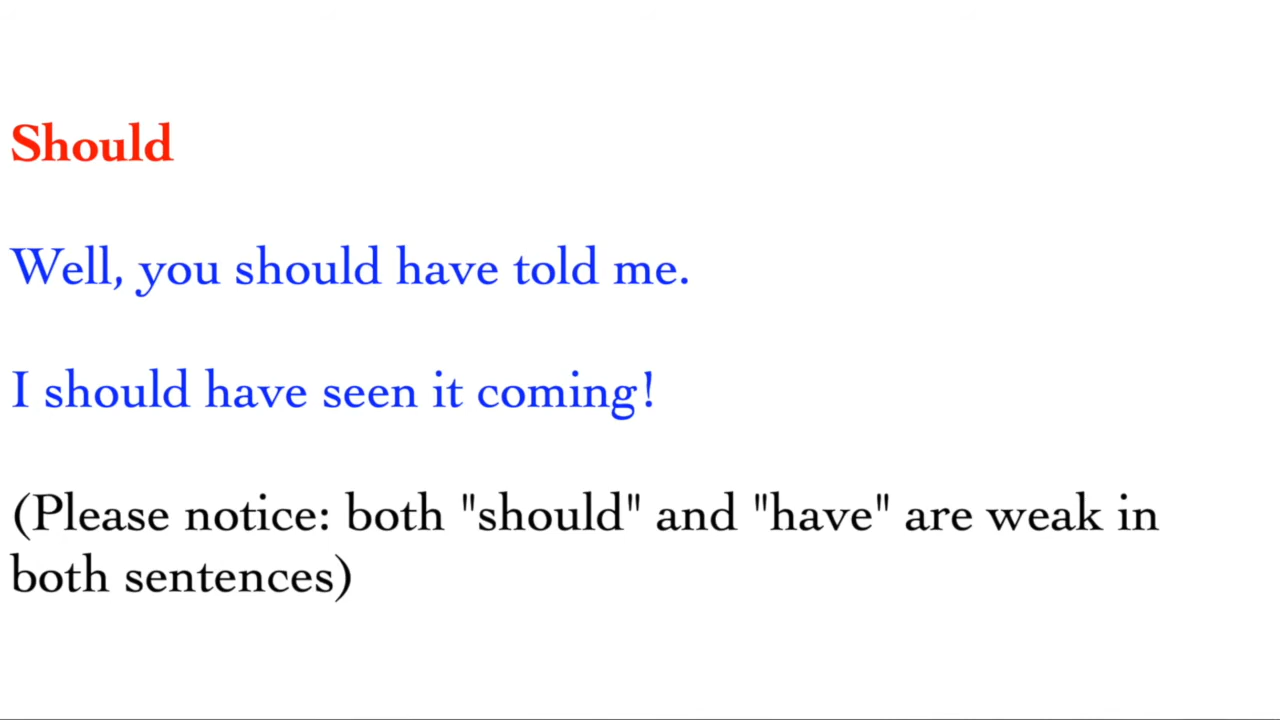 Should
Well, you should have told me.
I should have seen it coming!
(Please notice: both "should" and "have" are weak in
both sentences)